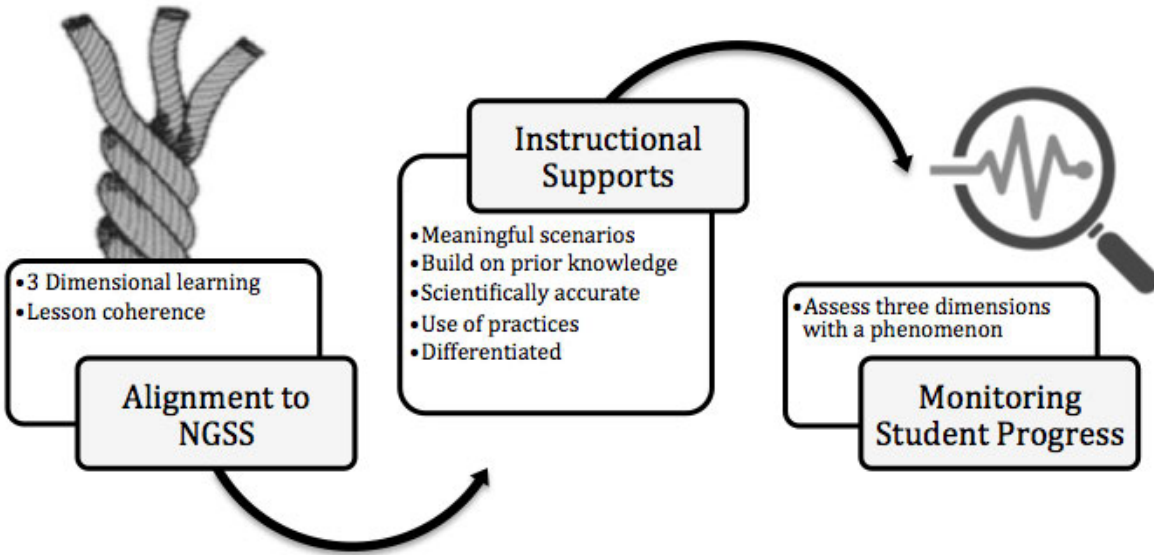 •3 Dimensional learning
•Lesson coherence
Alignment to
NGSS
Instructional
Supports
•Meaningful scenarios
•Build on prior knowledge
•Scientifically accurate
•Use of practices
•Differentiated
•Assess three dimensions
with a phenomenon
Monitoring
Student Progress